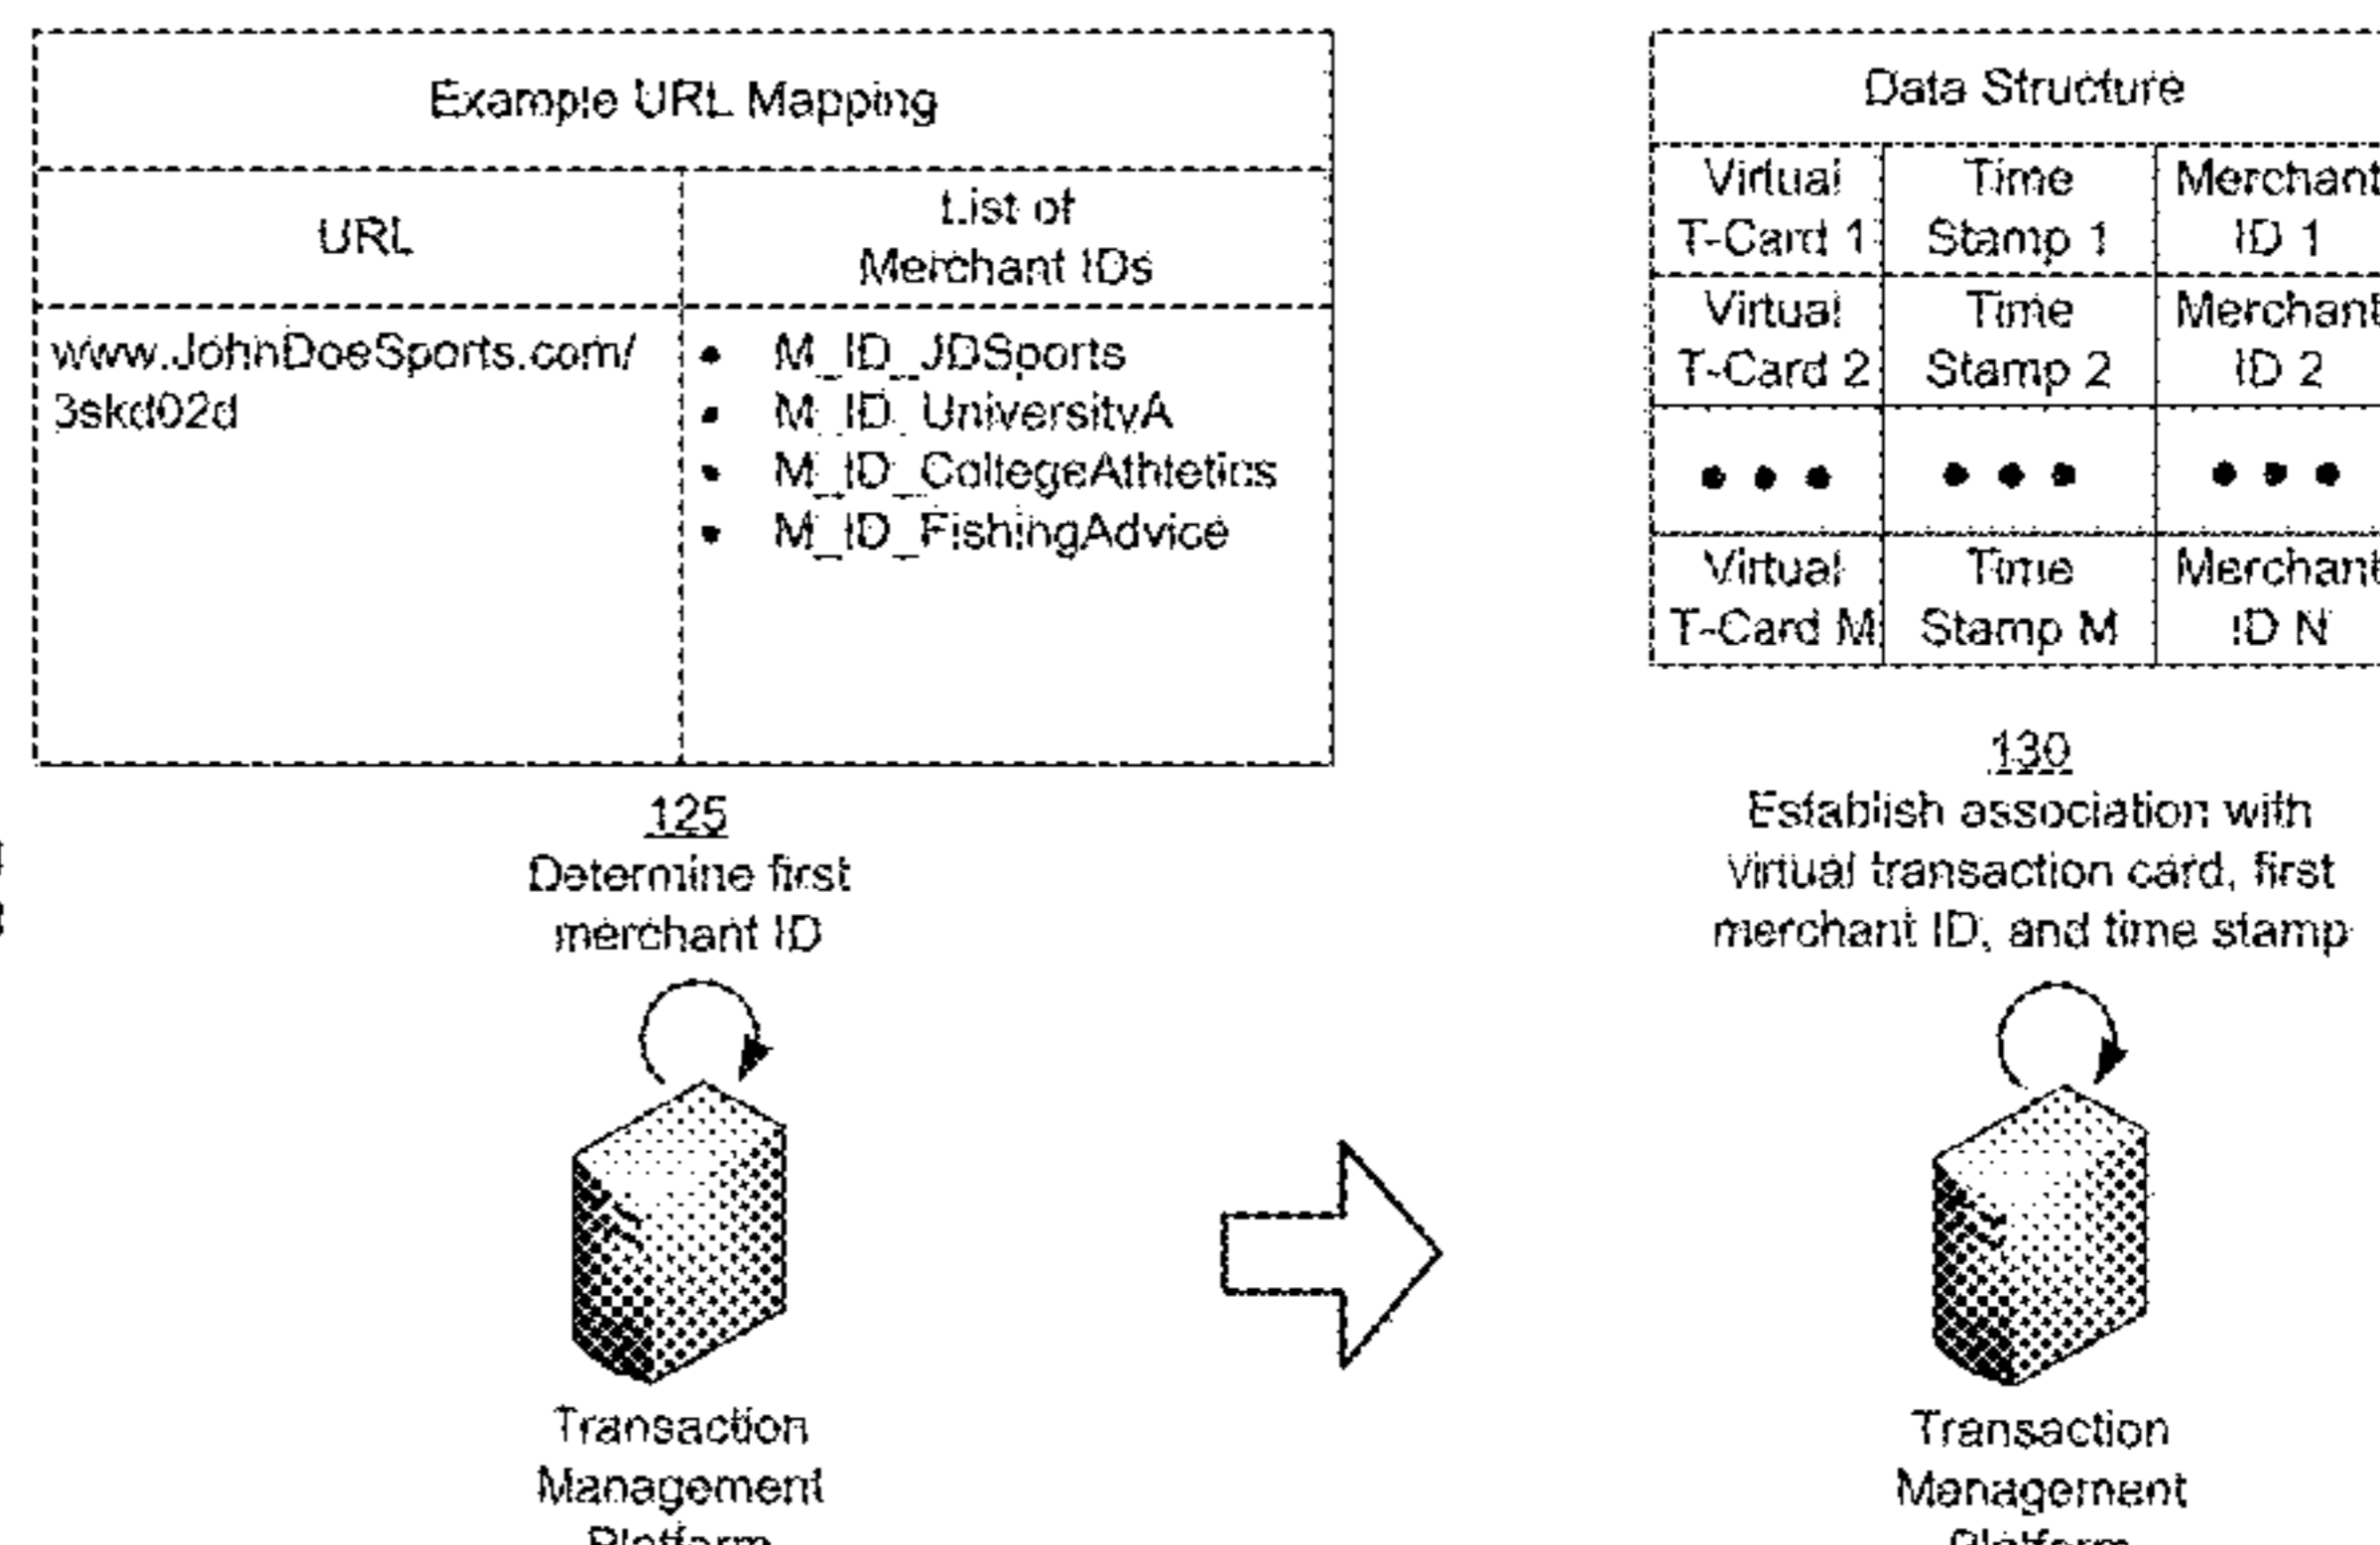 Example URL Mapping
URL
List of
Merchant IDs
www.JohnDoeSports.com/
3skd02d
• M_ID_JDSports
• M_ID_UniversityA
• M_ID_CollegeAthletics
• M_ID_FishingAdvice
125
Determine first
merchant ID
Transaction
Management
Platform
Data Structure
Virtual
T-Card 1
Time
Stamp 1
Merchant
ID 1
Virtual
T-Card 2
Time
Stamp 2
Merchant
ID 2
• • •
• • •
• • •
Virtual
T-Card M
Time
Stamp M
Merchant
ID N
130
Establish association with
virtual transaction card, first
merchant ID, and time stamp
Transaction
Management
Platform